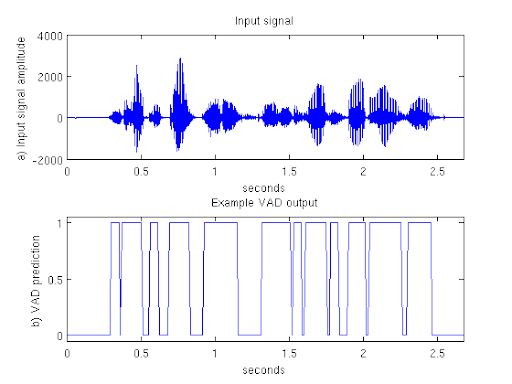 Input signal
a) Input signal amplitude
4000
2000
0
-2000
0 0.5 1 1.5 2 2.5
seconds
Example VAD output
b) VAD prediction
1
0.5
0
0 0.5 1 1.5 2 2.5
seconds